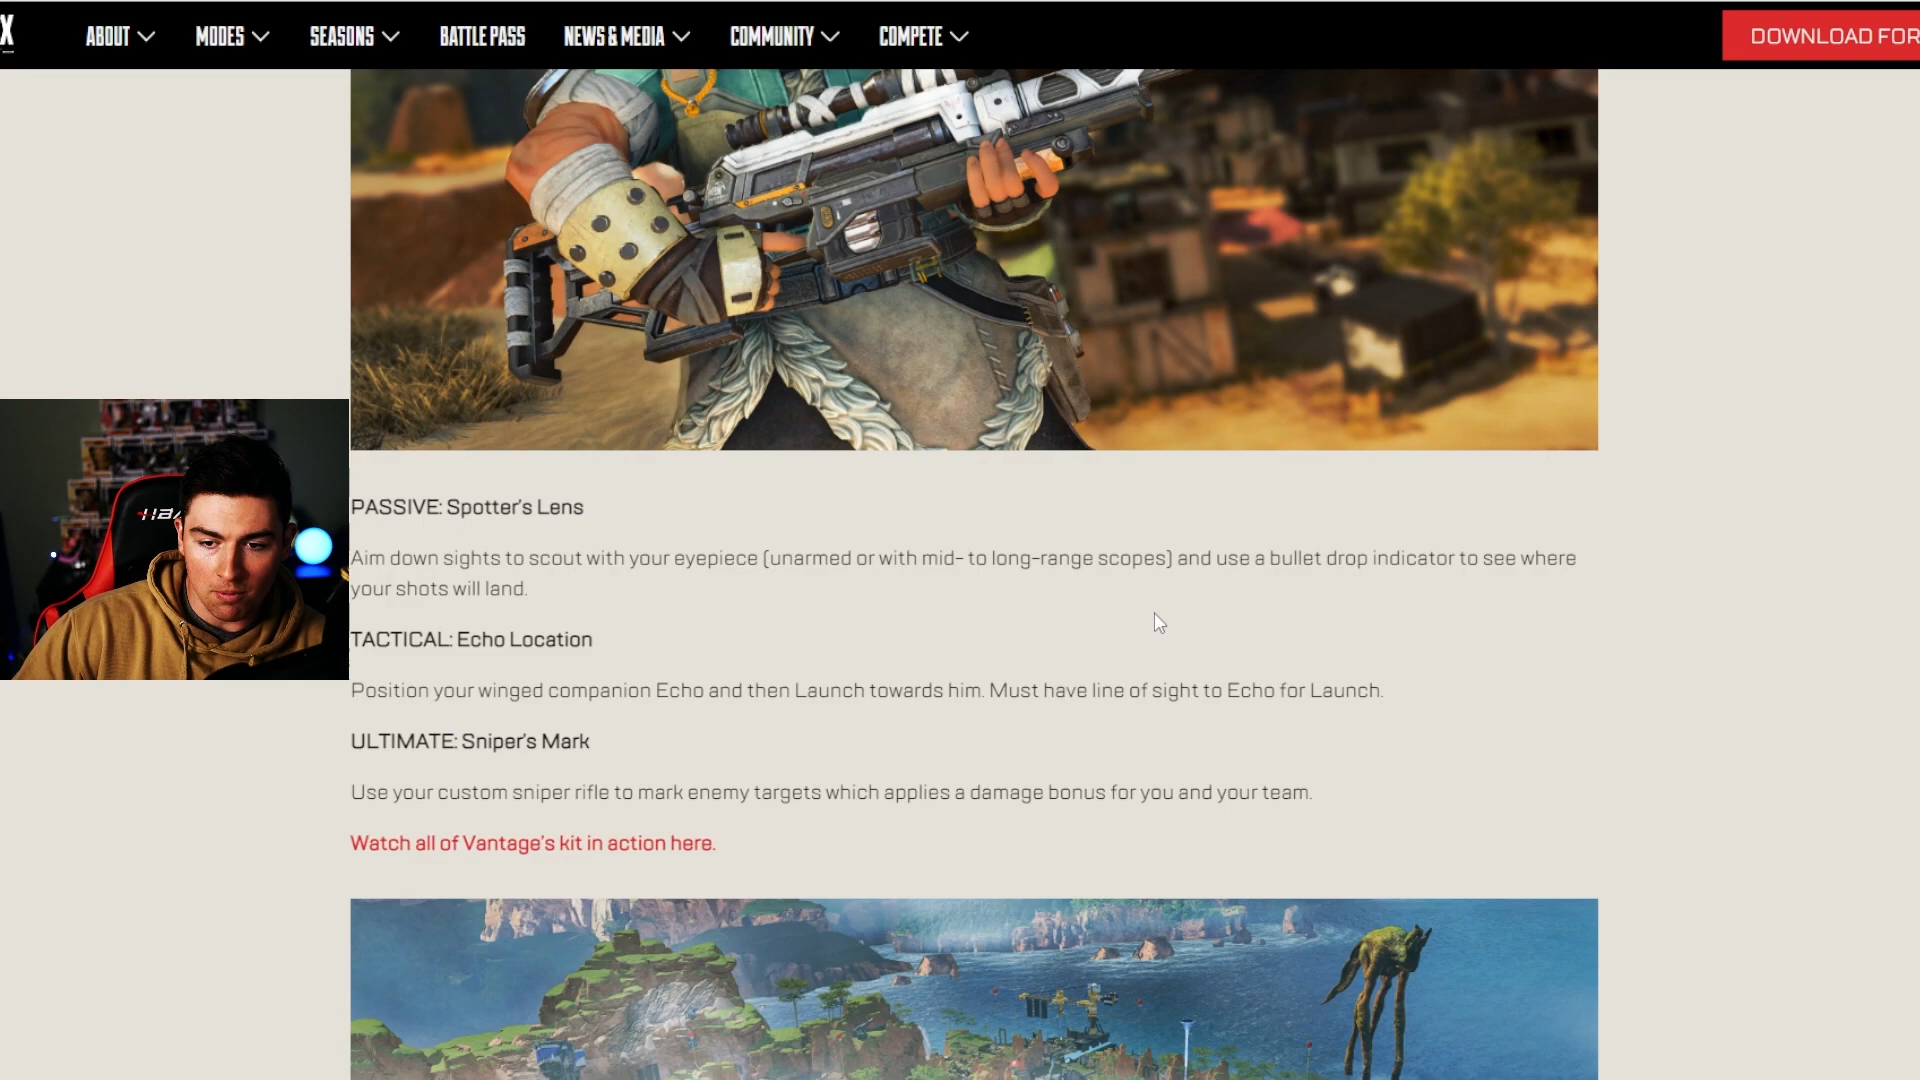 X
ABOUT MODES SEASONS BATTLE PASS NEWS & MEDIA COMMUNITY COMPETE DOWNLOAD FOR
PASSIVE: Spotter's Lens
Aim down sights to scout with your eyepiece (unarmed or with mid- to long-range scopes) and use a bullet drop indicator to see where
your shots will land.
TACTICAL: Echo Location
Position your winged companion Echo and then Launch towards him. Must have line of sight to Echo for Launch.
ULTIMATE: Sniper's Mark
Use your custom sniper rifle to mark enemy targets which applies a damage bonus for you and your team.
Watch all of Vantage's kit in action here.